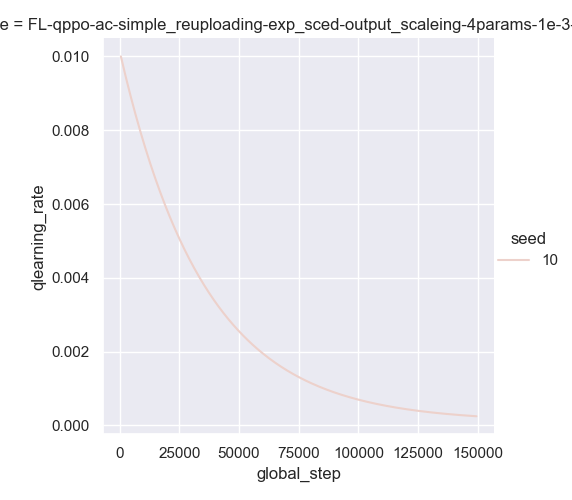 e = FL-qppo-ac-simple_reuploading-exp_sced-output_scaleing-4params-1e-3-
0.010
0.008
0.006
0.004
0.002
0.000
qlearning_rate
seed
10
0 25000 50000 75000 100000 125000 150000
global_step